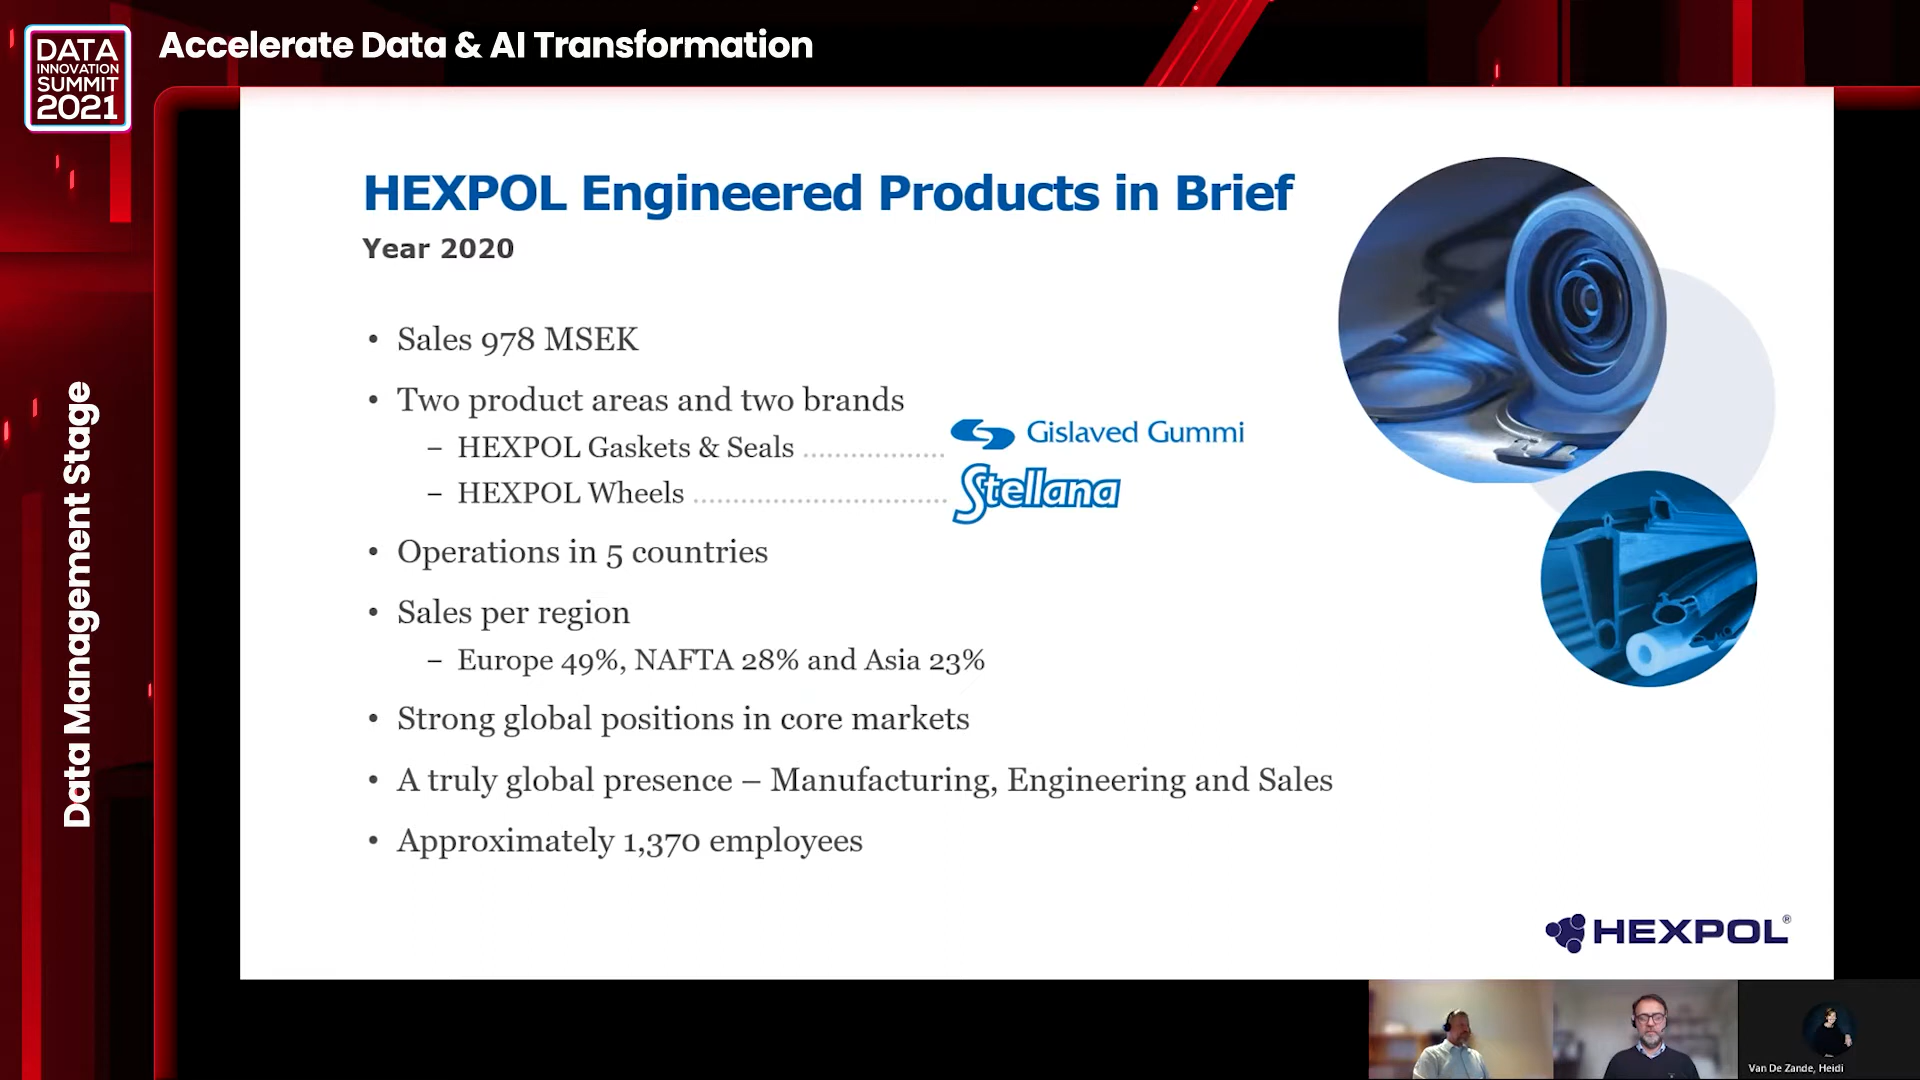 DATA
INNOVATION
SUMMIT
2021
Accelerate Data & AI Transformation
Data Management Stage
HEXPOL Engineered Products in Brief
Year 2020
• Sales 978 MSEK
• Two product areas and two brands
– HEXPOL Gaskets & Seals ................. Gislaved Gummi
– HEXPOL Wheels ............................... Stellana
• Operations in 5 countries
• Sales per region
– Europe 49%, NAFTA 28% and Asia 23%
• Strong global positions in core markets
• A truly global presence – Manufacturing, Engineering and Sales
• Approximately 1,370 employees
HEXPOL®
Van De Zande, Heidi